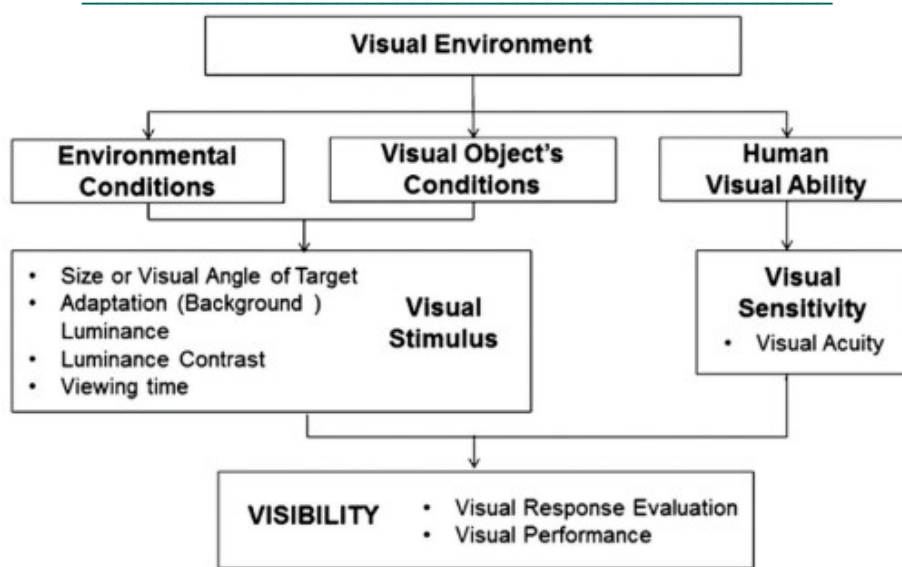 Visual Environment
Environmental
Conditions
Visual Object's
Conditions
Human
Visual Ability
• Size or Visual Angle of Target
• Adaptation (Background )
Luminance
• Luminance Contrast
• Viewing time
Visual
Stimulus
Visual
Sensitivity
• Visual Acuity
VISIBILITY
• Visual Response Evaluation
• Visual Performance